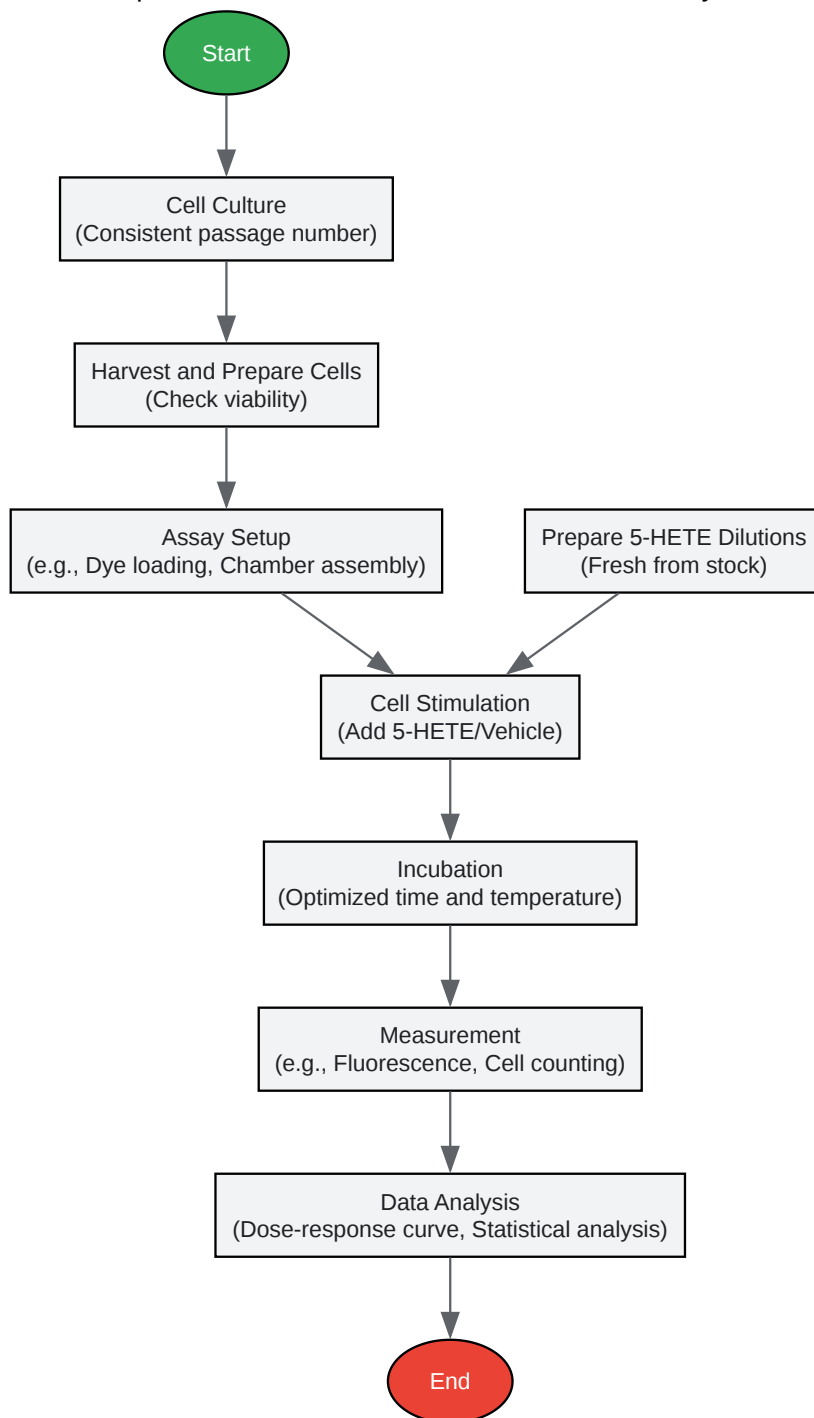 Start
Cell Culture
(Consistent passage number)
Harvest and Prepare Cells
(Check viability)
Assay Setup
(e.g., Dye loading, Chamber assembly)
Prepare 5-HETE Dilutions
(Fresh from stock)
Cell Stimulation
(Add 5-HETE/Vehicle)
Incubation
(Optimized time and temperature)
Measurement
(e.g., Fluorescence, Cell counting)
Data Analysis
(Dose-response curve, Statistical analysis)
End